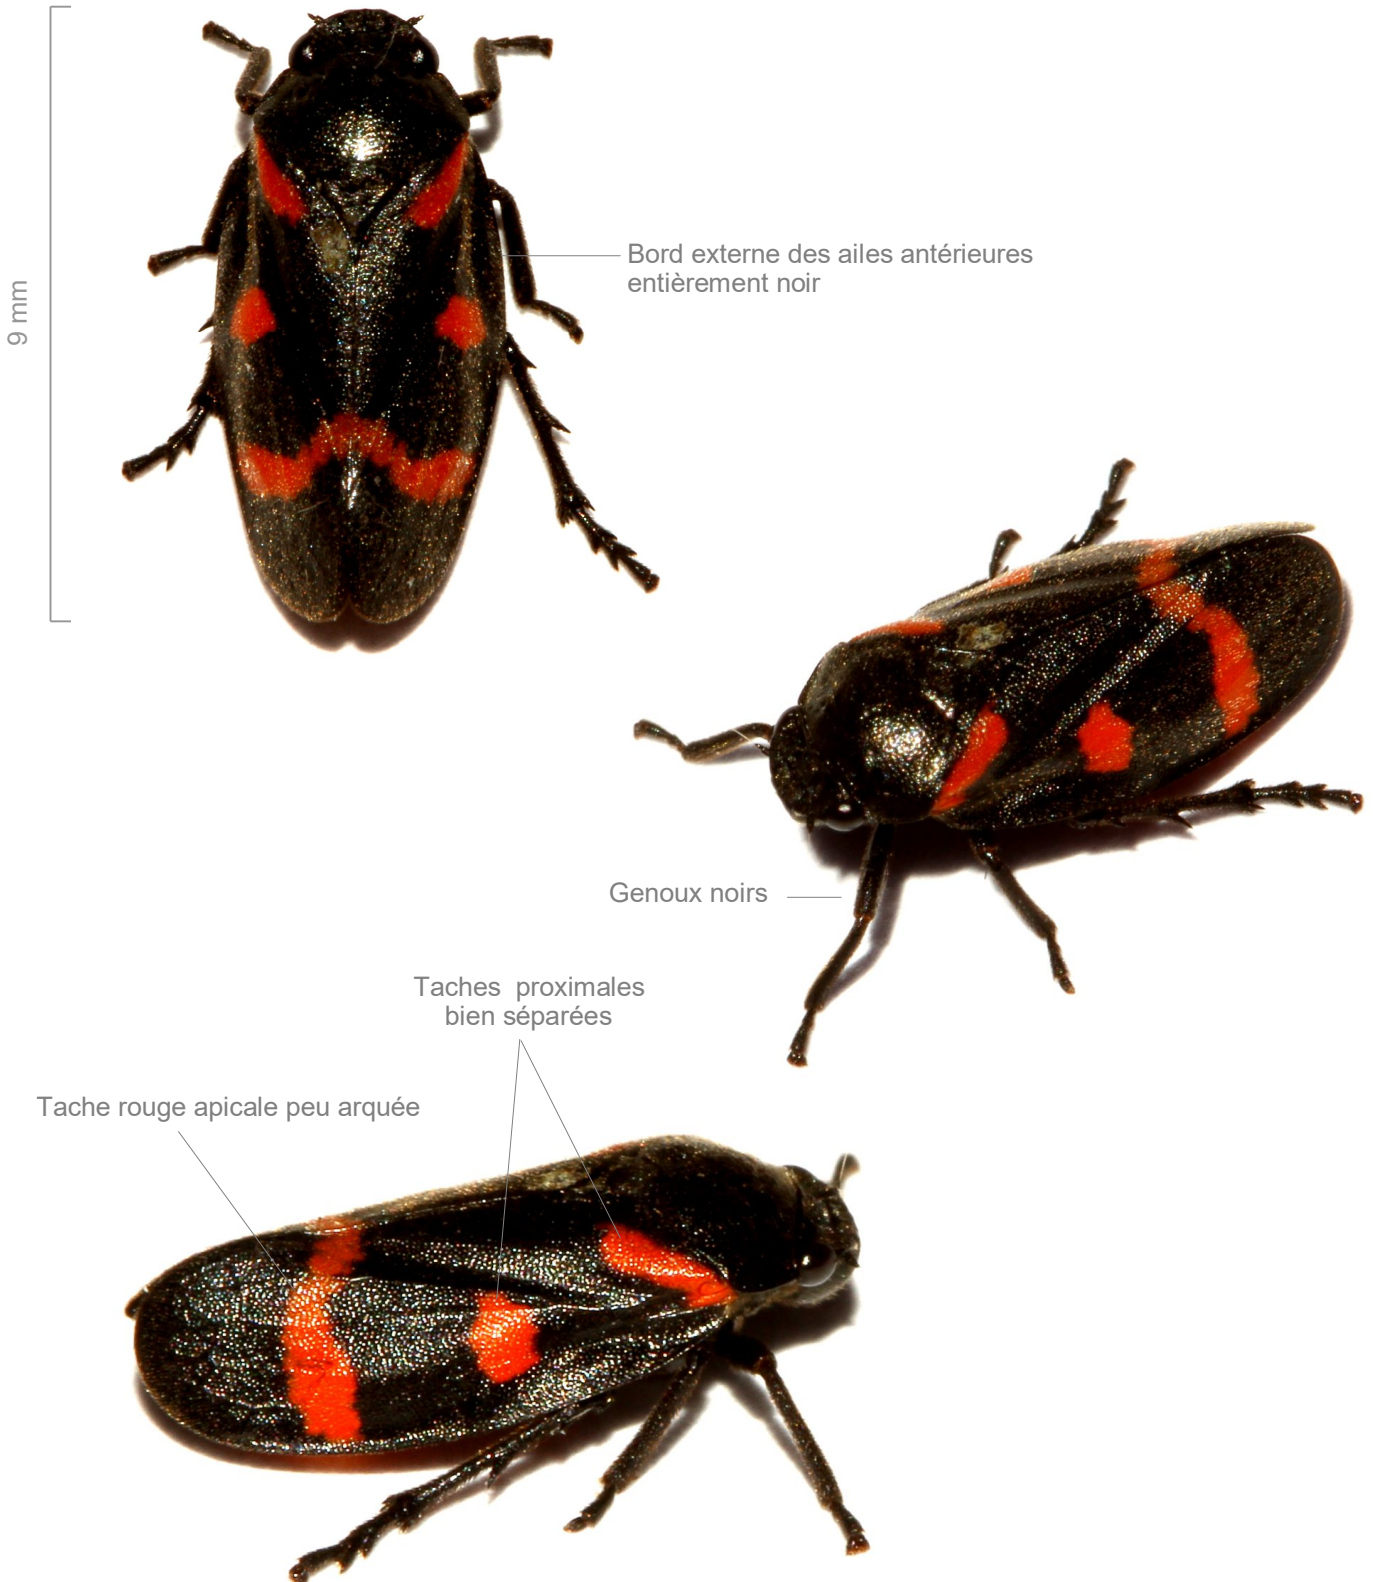 9 mm
Bord externe des ailes antérieures
entièrement noir
Genoux noirs
Taches proximales
bien séparées
Tache rouge apicale peu arquée